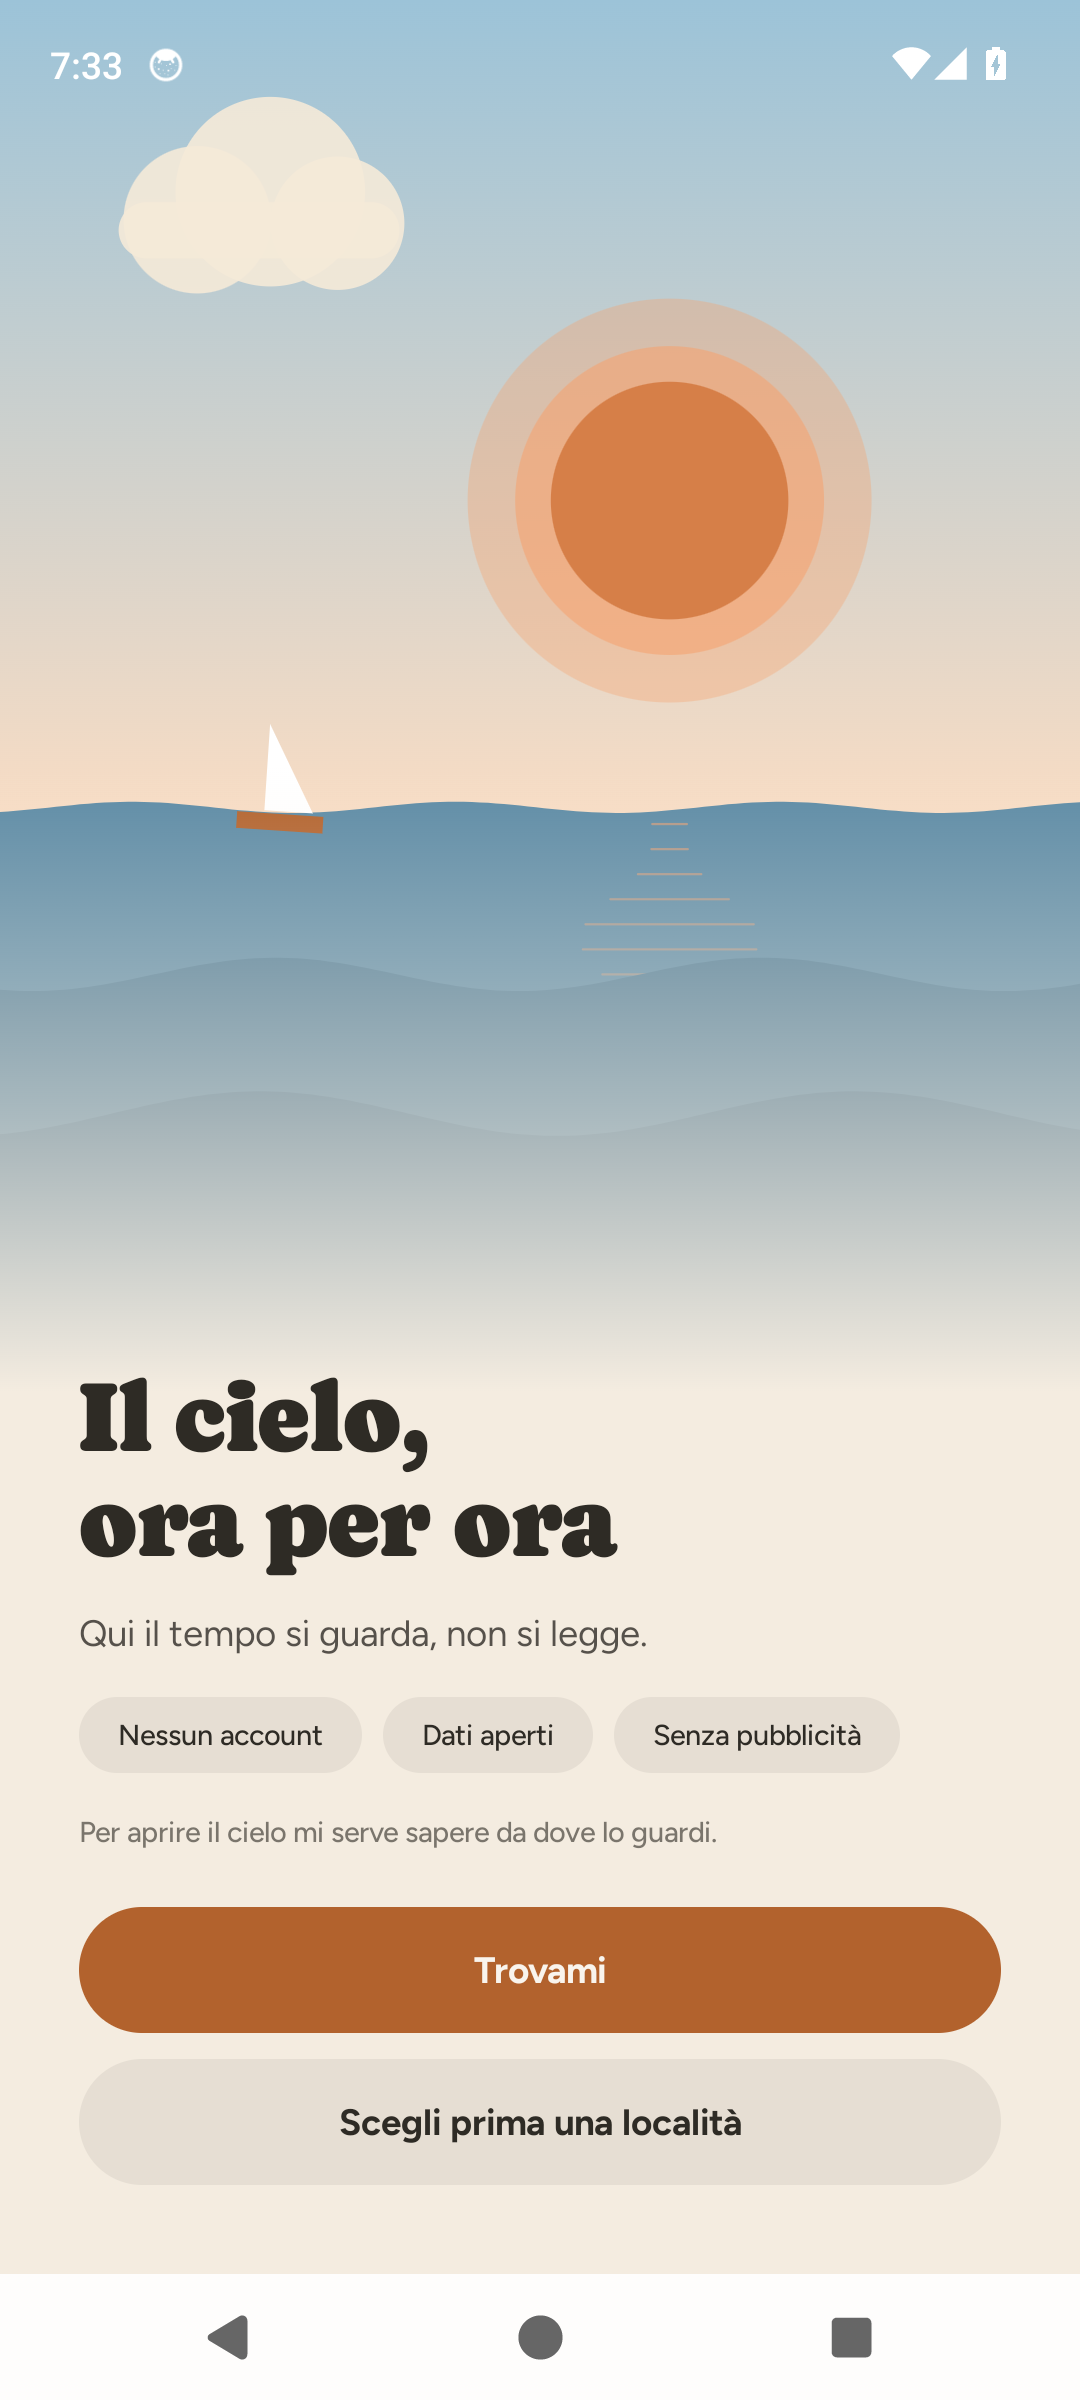 7:33
Il cielo,
ora per ora
Qui il tempo si guarda, non si legge.
Nessun account
Dati aperti
Senza pubblicità
Per aprire il cielo mi serve sapere da dove lo guardi.
Trovami
Scegli prima una località